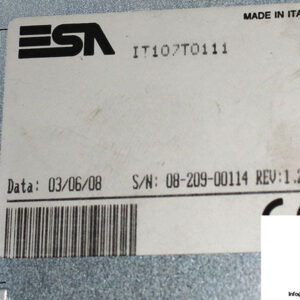 MADE IN ITA
ESA
IT107T0111
Data: 03/06/08 S/N: 08-209-00114 REV:1.2